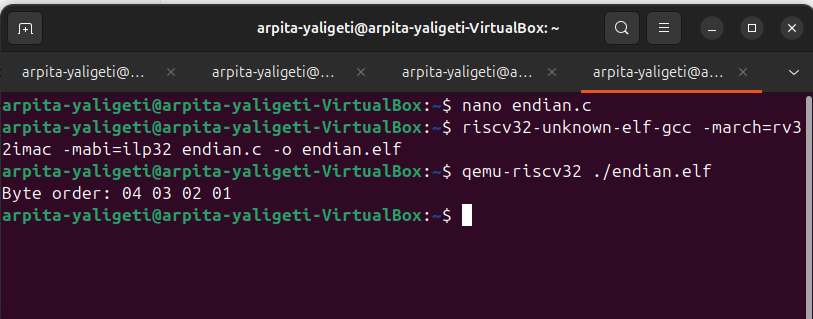 arpita-yaligeti@arpita-yaligeti-VirtualBox: ~
arpita-yaligeti@... arpita-yaligeti@... arpita-yaligeti@a... arpita-yaligeti@a...
arpita-yaligeti@arpita-yaligeti-VirtualBox:~$ nano endian.c
arpita-yaligeti@arpita-yaligeti-VirtualBox:~$ riscv32-unknown-elf-gcc -march=rv3
2imac -mabi=ilp32 endian.c -o endian.elf
arpita-yaligeti@arpita-yaligeti-VirtualBox:~$ qemu-riscv32 ./endian.elf
Byte order: 04 03 02 01
arpita-yaligeti@arpita-yaligeti-VirtualBox:~$